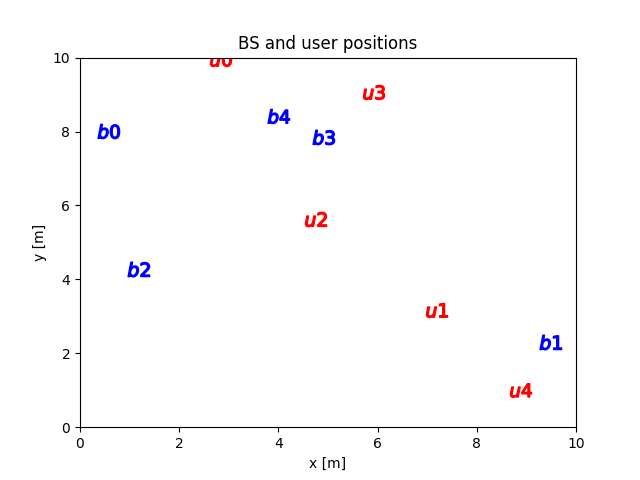 BS and user positions
10
u0
u3
b4
8
b0
b3
6
u2
y [m]
4
b2
u1
2
b1
u4
0
0 2 4 6 8 10
x [m]